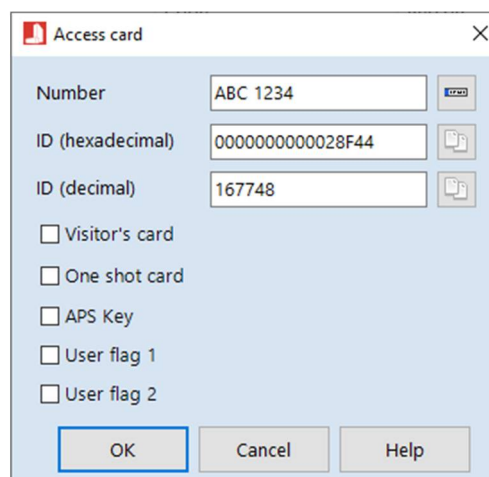 Access card
Number ABC 1234
ID (hexadecimal) 0000000000028F44
ID (decimal) 167748
Visitor's card
One shot card
APS Key
User flag 1
User flag 2
OK Cancel Help